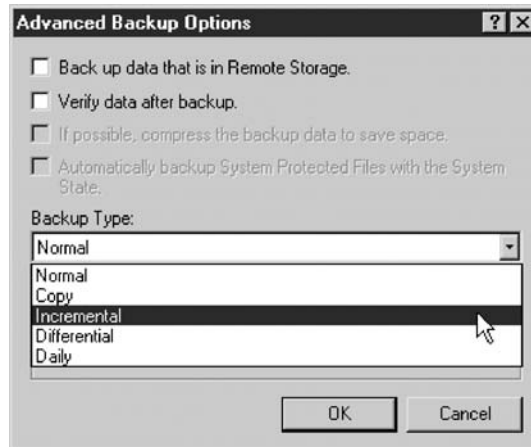 Advanced Backup Options
Back up data that is in Remote Storage.
Verify data after backup.
If possible, compress the backup data to save space.
Automatically backup System Protected Files with the System
State.
Backup Type:
Normal
Normal
Copy
Incremental
Differential
Daily
OK Cancel